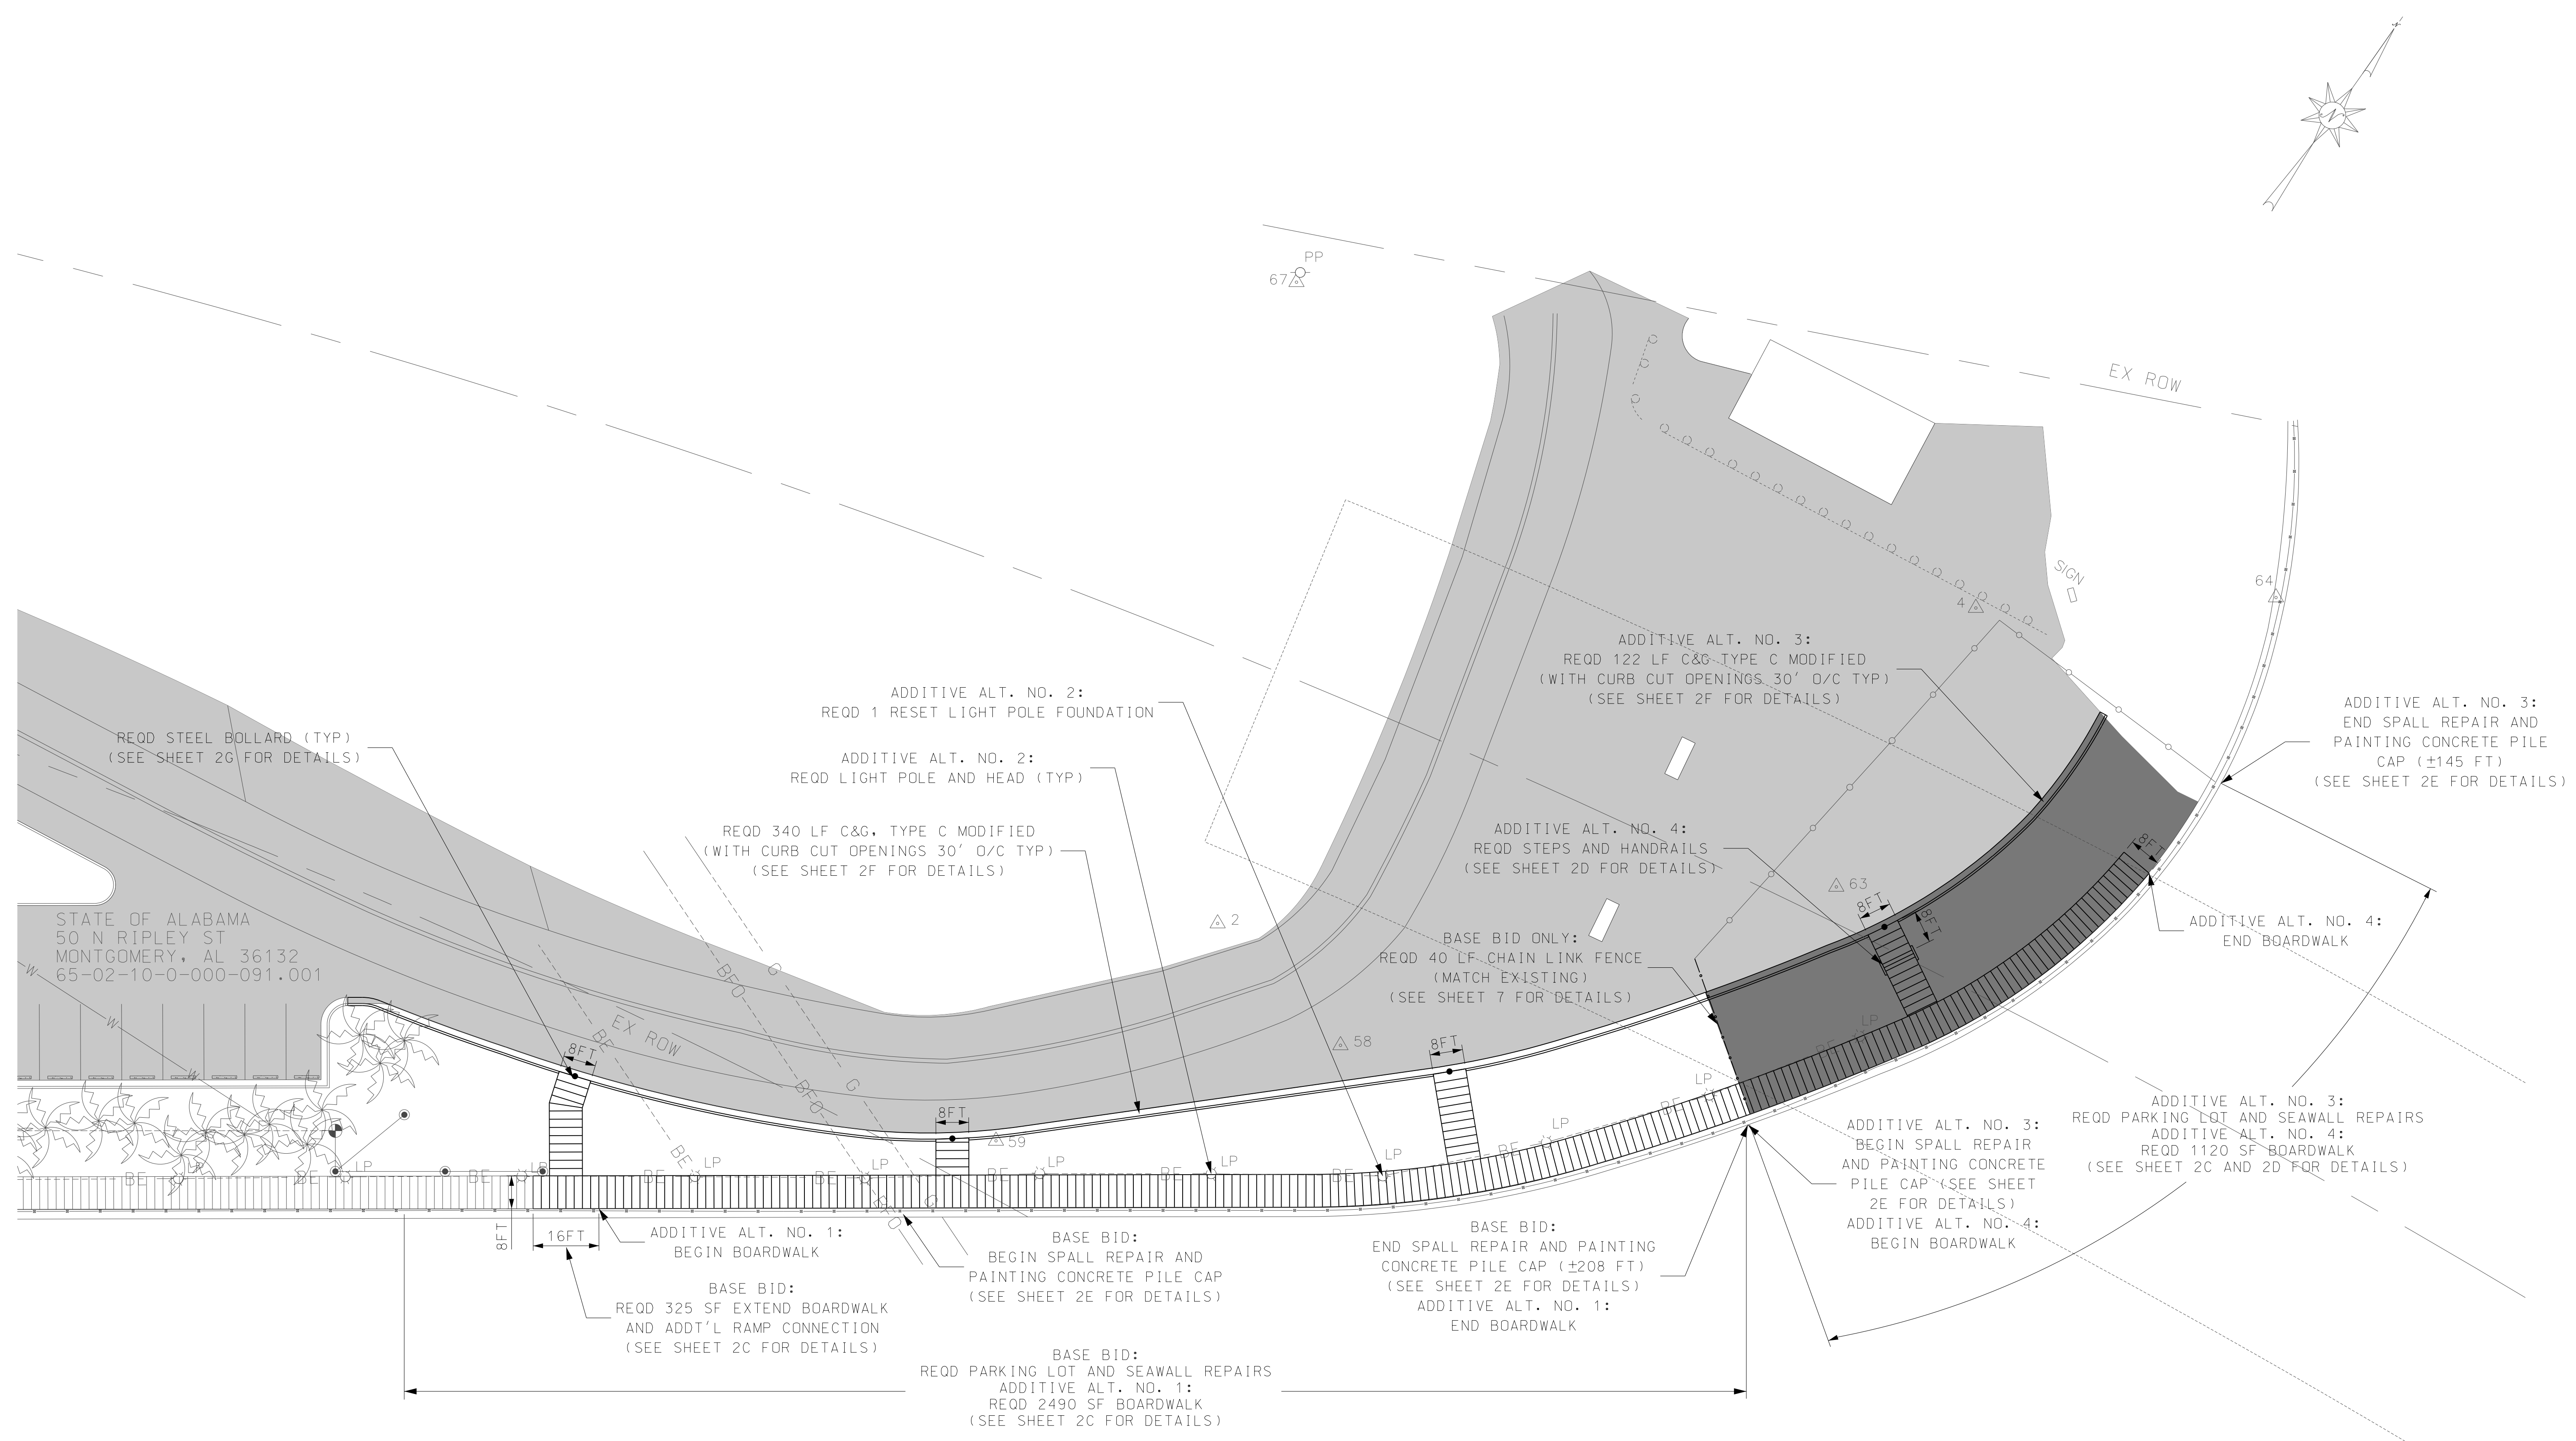 N
PP
67
EX ROW
SIGN
4
64
ADDITIVE ALT. NO. 3:
REQD 122 LF C&G TYPE C MODIFIED
(WITH CURB CUT OPENINGS 30' O/C TYP)
(SEE SHEET 2F FOR DETAILS)
ADDITIVE ALT. NO. 2:
REQD 1 RESET LIGHT POLE FOUNDATION
ADDITIVE ALT. NO. 3:
END SPALL REPAIR AND
PAINTING CONCRETE PILE
CAP (±145 FT)
(SEE SHEET 2E FOR DETAILS)
REQD STEEL BOLLARD (TYP)
(SEE SHEET 2G FOR DETAILS)
ADDITIVE ALT. NO. 2:
REQD LIGHT POLE AND HEAD (TYP)
REQD 340 LF C&G, TYPE C MODIFIED
(WITH CURB CUT OPENINGS 30' O/C TYP)
(SEE SHEET 2F FOR DETAILS)
ADDITIVE ALT. NO. 4:
REQD STEPS AND HANDRAILS
(SEE SHEET 2D FOR DETAILS)
8FT
63
8FT
8FT
2
STATE OF ALABAMA
50 N RIPLEY ST
MONTGOMERY, AL 36132
65-02-10-0-000-091.001
ADDITIVE ALT. NO. 4:
END BOARDWALK
BASE BID ONLY:
REQD 40 LF CHAIN LINK FENCE
(MATCH EXISTING)
(SEE SHEET 7 FOR DETAILS)
W
W
W
G
BFO
BFO
BFO
G
G
BE
BE
EX ROW
8FT
58
8FT
LP
BE
LP
BE
8FT
59
LP
BE
ADDITIVE ALT. NO. 3:
REQD PARKING LOT AND SEAWALL REPAIRS
ADDITIVE ALT. NO. 4:
REQD 1120 SF BOARDWALK
(SEE SHEET 2C AND 2D FOR DETAILS)
ADDITIVE ALT. NO. 3:
BEGIN SPALL REPAIR
AND PAINTING CONCRETE
PILE CAP (SEE SHEET
2E FOR DETAILS)
ADDITIVE ALT. NO. 4:
BEGIN BOARDWALK
BE
BE
LP
BE
LP
BE
LP
BE
LP
BE
LP
BE
LP
BE
LP
8FT
16FT
ADDITIVE ALT. NO. 1:
BEGIN BOARDWALK
BASE BID:
BEGIN SPALL REPAIR AND
PAINTING CONCRETE PILE CAP
(SEE SHEET 2E FOR DETAILS)
BASE BID:
END SPALL REPAIR AND PAINTING
CONCRETE PILE CAP (±208 FT)
(SEE SHEET 2E FOR DETAILS)
ADDITIVE ALT. NO. 1:
END BOARDWALK
BASE BID:
REQD 325 SF EXTEND BOARDWALK
AND ADDT'L RAMP CONNECTION
(SEE SHEET 2C FOR DETAILS)
BASE BID:
REQD PARKING LOT AND SEAWALL REPAIRS
ADDITIVE ALT. NO. 1:
REQD 2490 SF BOARDWALK
(SEE SHEET 2C FOR DETAILS)